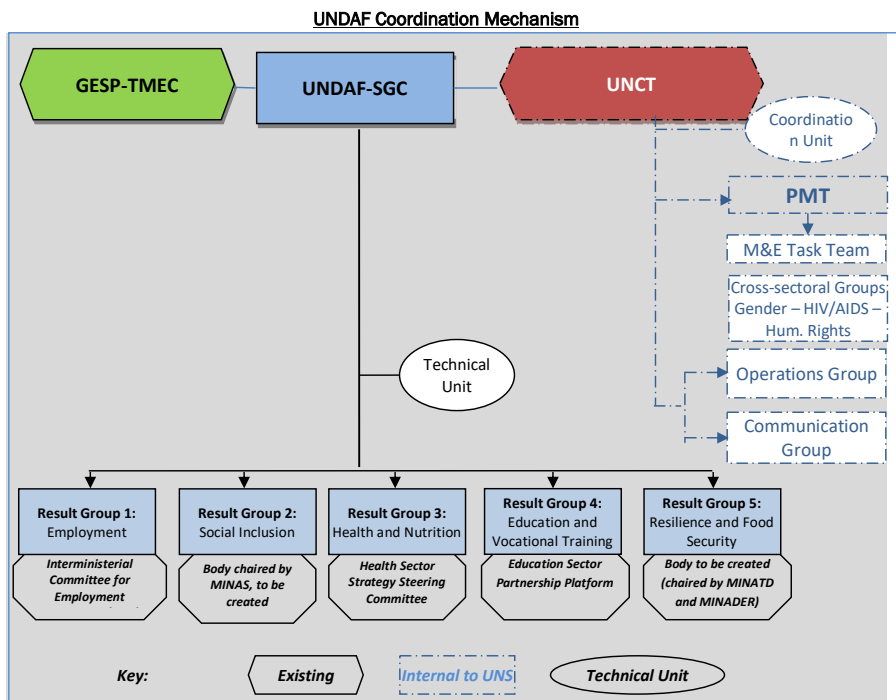 UNDAF Coordination Mechanism
GESP-TMEC
UNDAF-SGC
UNCT
Coordinatio
n Unit
PMT
M&E Task Team
Cross-sectoral Groups
Gender – HIV/AIDS –
Hum. Rights
Technical
Unit
Operations Group
Communication
Group
Result Group 1:
Employment
Interministerial
Committee for
Employment
Result Group 2:
Social Inclusion
Body chaired by
MINAS, to be
created
Result Group 3:
Health and Nutrition
Health Sector
Strategy Steering
Committee
Result Group 4:
Education and
Vocational Training
Education Sector
Partnership Platform
Result Group 5:
Resilience and Food
Security
Body to be created
(chaired by MINATD
and MINADER)
Key:
Existing
Internal to UNS
Technical Unit